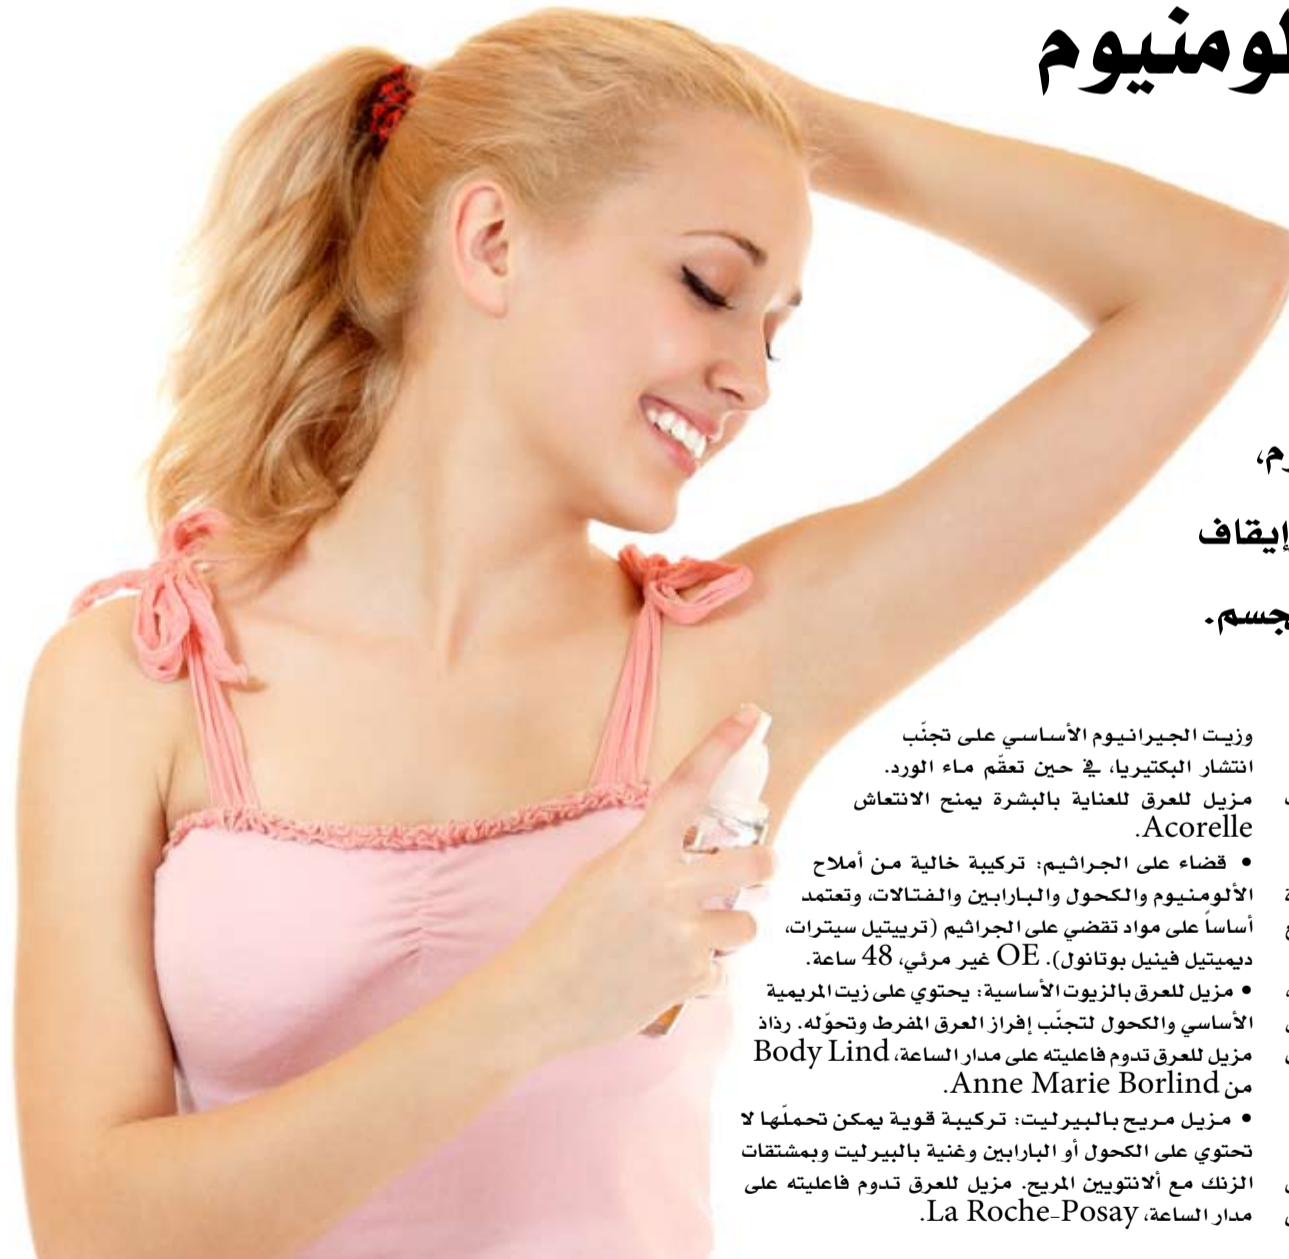 إيقاف
وزيت الجيرانيوم الأساسي على تجنّب
انتشار البكتيريا، في حين تعقّم ماء الورد.
مزيل للعرق للعناية بالبشرة يمنح الانتعاش
Acorelle.
• قضاء على الجراثيم: تركيبة خالية من أملاح
الألومنيوم والكحول والبارابين والفتالات، وتعتمد
أساساً على مواد تقضي على الجراثيم (ترييتيل سيترات،
ديميتيل فينيل بوتانول). OE غير مرئي، 48 ساعة.
• مزيل للعرق بالزيوت الأساسية: يحتوي على زيت المريمية
الأساسي والكحول لتجنّب إفراز العرق المفرط وتحوّله. رذاذ
مزيل للعرق تدوم فاعليته على مدار الساعة، Body Lind
من Anne Marie Borlind.
• مزيل مريح بالبيرليت: تركيبة قوية يمكن تحملّها لا
تحتوي على الكحول أو البارابين وغنية بالبيرليت وبمشتقات
الزنك مع ألانتويين المريح. مزيل للعرق تدوم فاعليته على
مدار الساعة، La Roche-Posay.